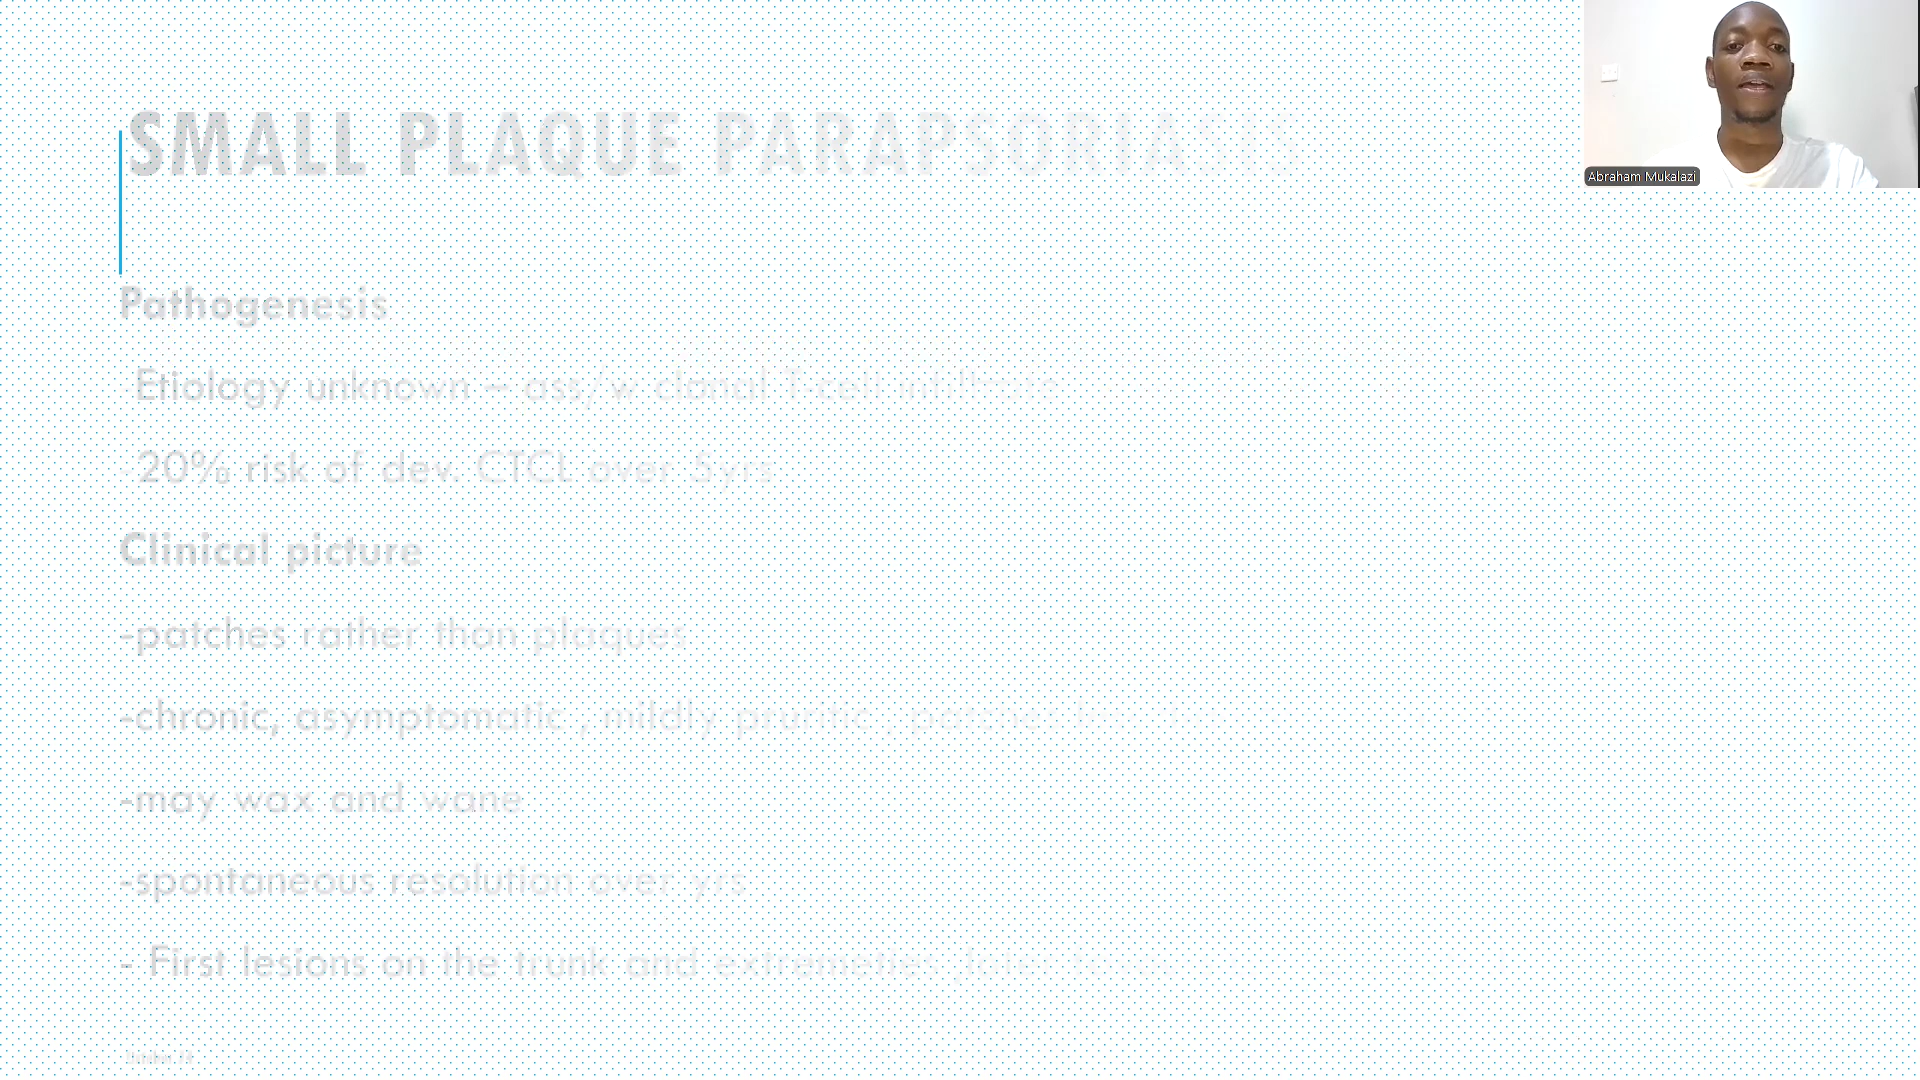 Abraham Mukalazi
SMALL PLAQUE PARAPSORIA
Pathogenesis
Etiology unknown – ass/w clonal T cell
-20% risk of dev. CTCL over 5yrs
Clinical picture
-patches rather than plaques
-chronic, asymptomatic , mildly
-may wax and wane
-spontaneous resolution over yrs
- First lesions on the trunk and extremeties,